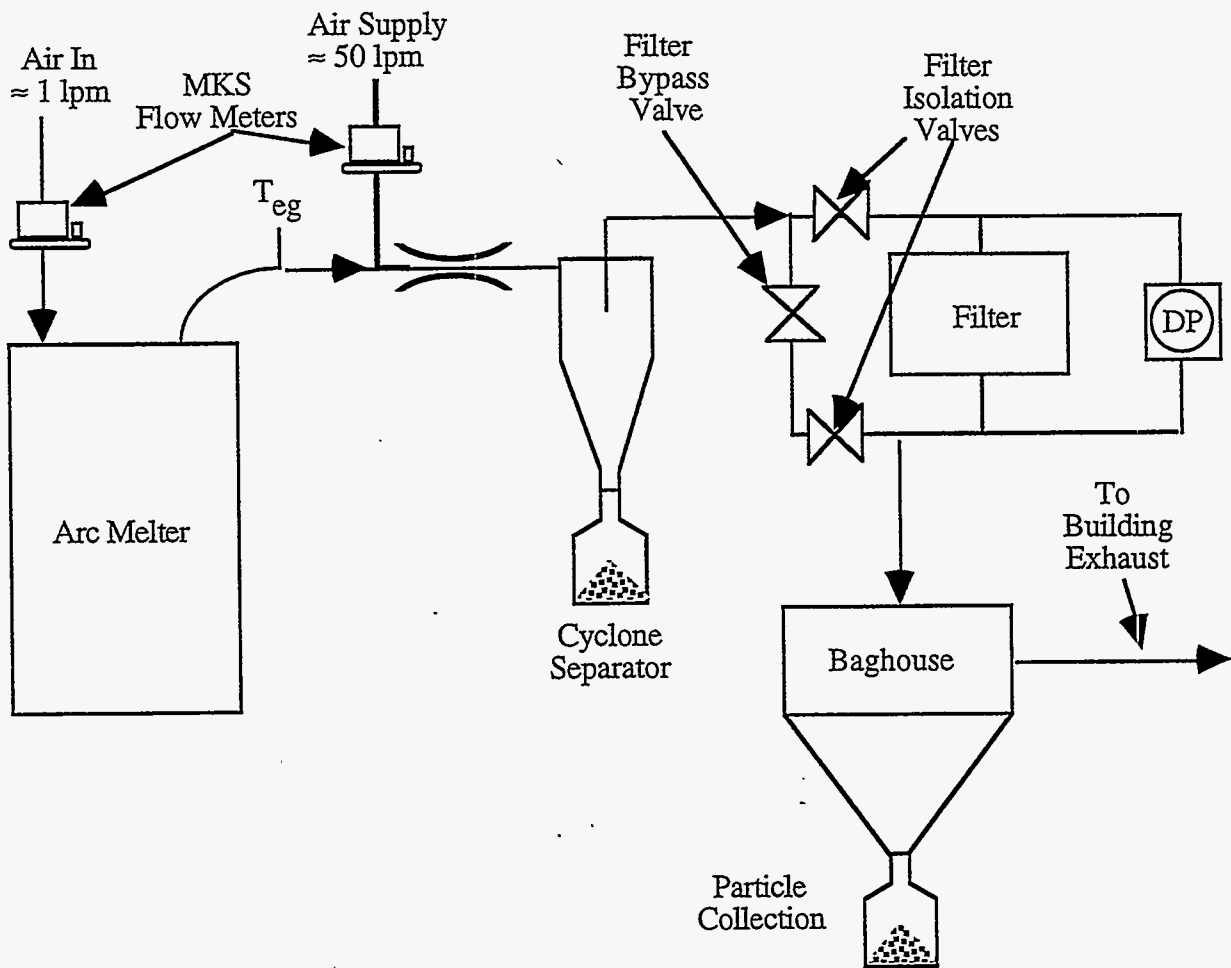 Air In
≈ 1 lpm
MKS
Flow Meters
Air Supply
≈ 50 lpm
Filter
Bypass
Valve
Filter
Isolation
Valves
Teg
Filter
DP
Arc Melter
Cyclone
Separator
To
Building
Exhaust
Baghouse
Particle
Collection